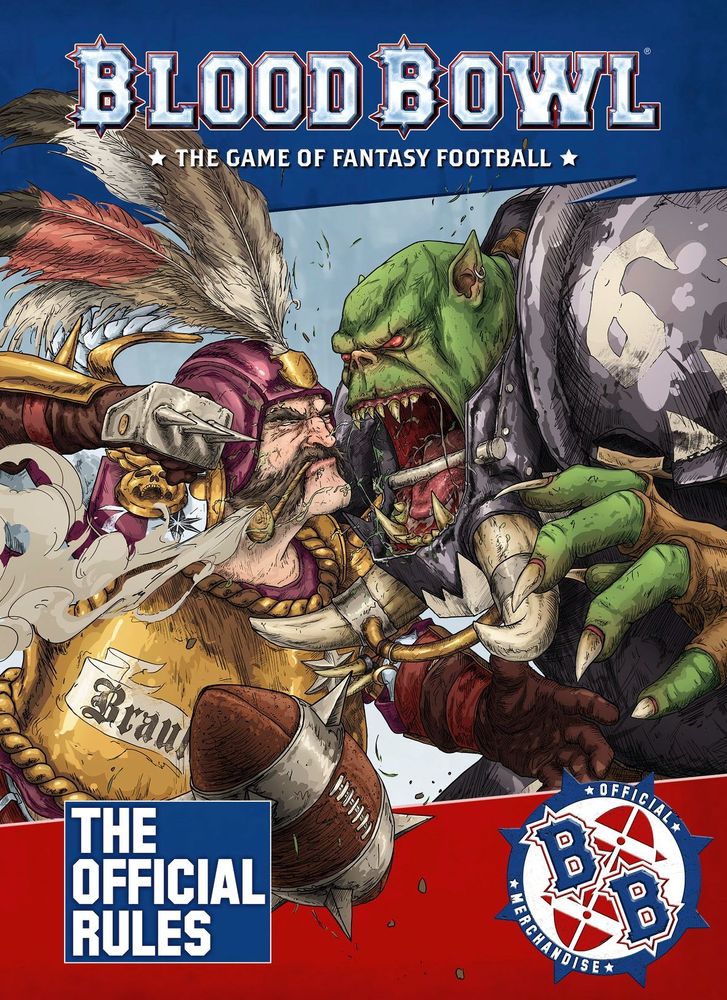 BLOOD BOWL®
★ THE GAME OF FANTASY FOOTBALL ★
Brau
THE
OFFICIAL
RULES
★ OFFICIAL ★
B
B
★ MERCHANDISE ★